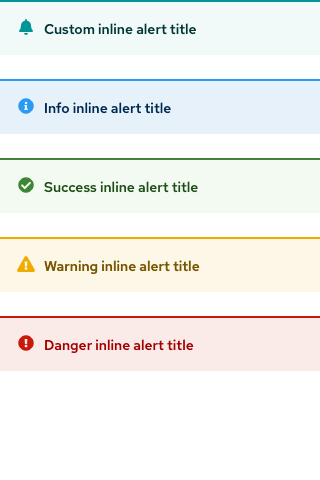 Custom inline alert title
Info inline alert title
Success inline alert title
Warning inline alert title
Danger inline alert title